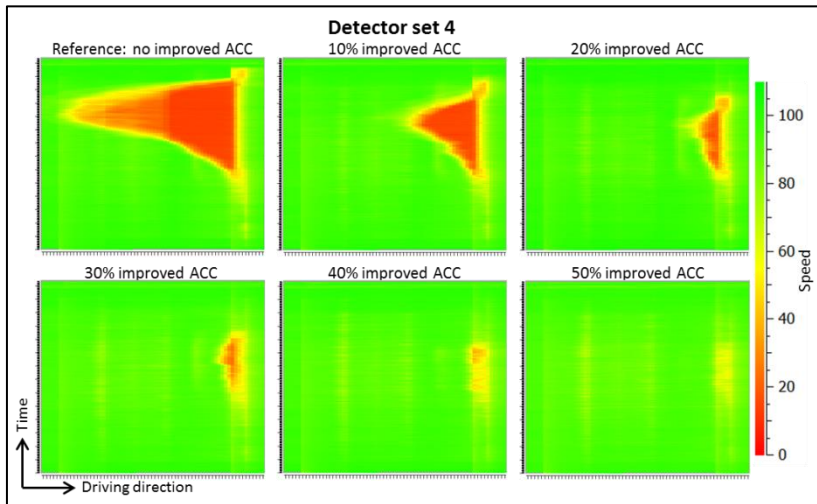 Detector set 4
Reference: no improved ACC
10% improved ACC
20% improved ACC
30% improved ACC
40% improved ACC
50% improved ACC
100
80
60
40
20
0
Speed
Time
Driving direction